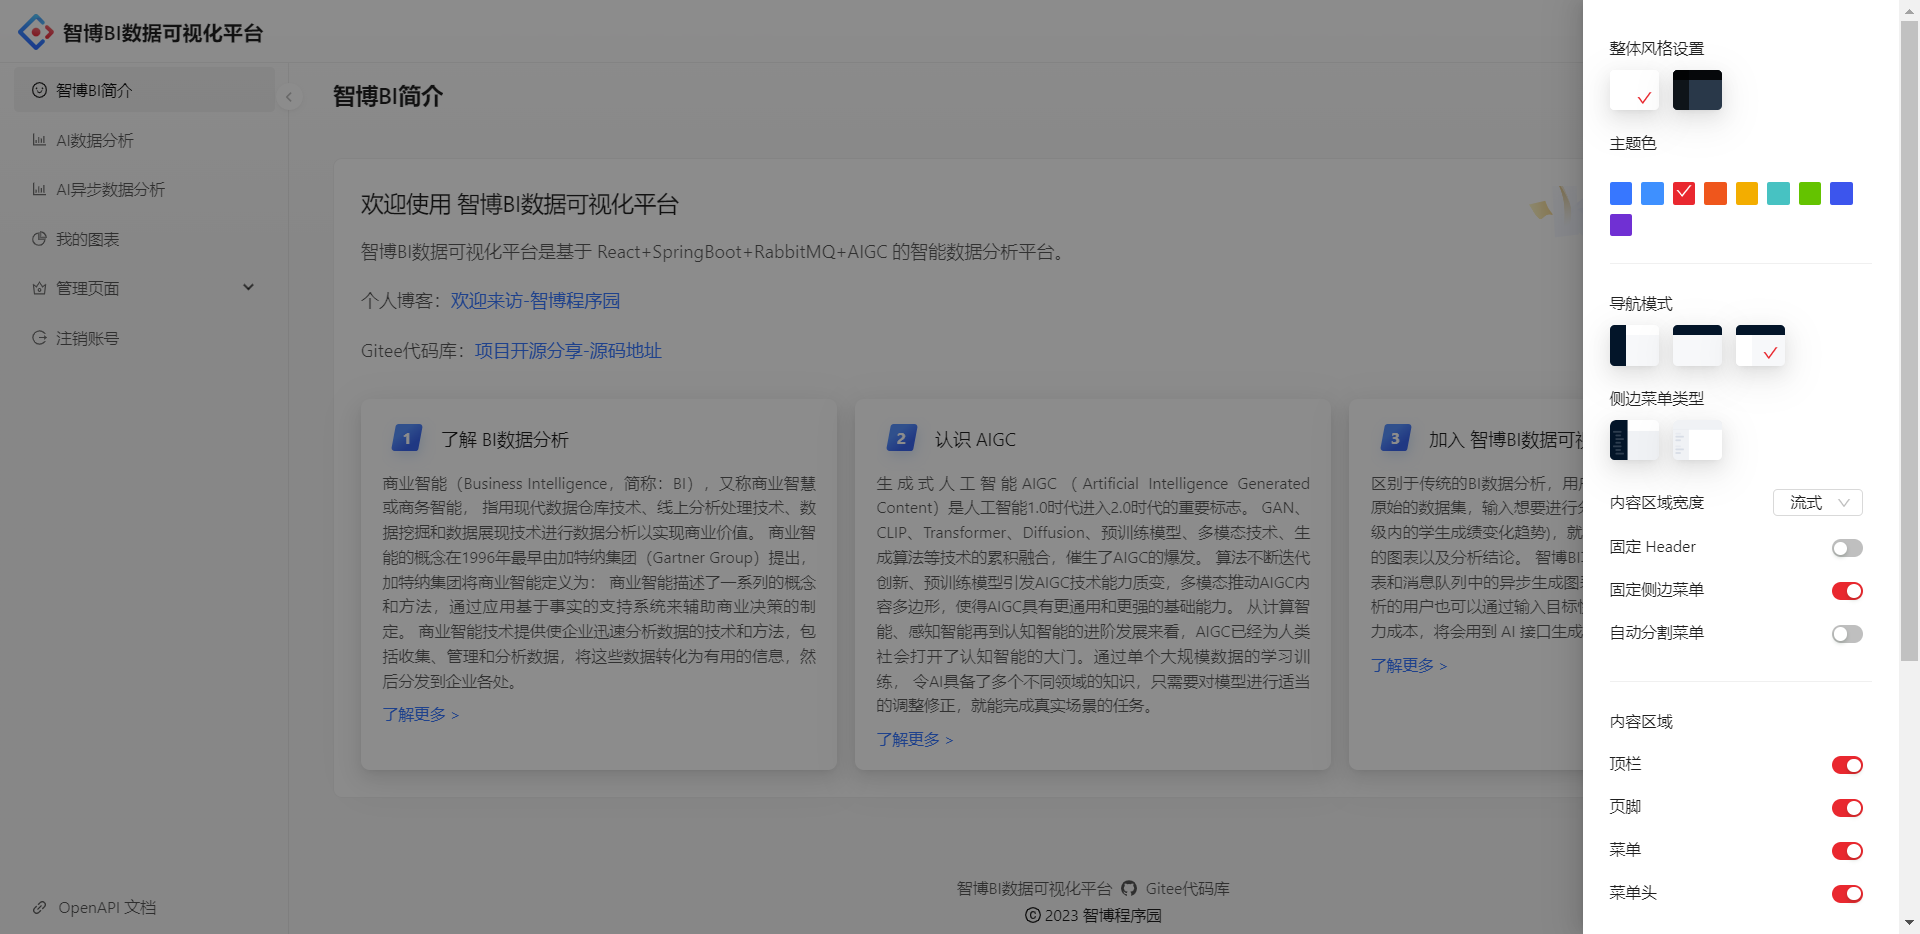 智博BI数据可视化平台
智博BI简介
AI数据分析
AI异步数据分析
我的图表
管理页面
注销账号
OpenAPI 文档
智博BI简介
欢迎使用 智博BI数据可视化平台
智博BI数据可视化平台是基于 React+SpringBoot+RabbitMQ+AIGC 的智能数据分析平台。
个人博客：欢迎来访-智博程序园
Gitee代码库：项目开源分享-源码地址
1 了解 BI数据分析
商业智能（Business Intelligence，简称：BI），又称商业智慧
或商务智能， 指用现代数据仓库技术、线上分析处理技术、数
据挖掘和数据展现技术进行数据分析以实现商业价值。 商业智
能的概念在1996年最早由加特纳集团（Gartner Group）提出，
加特纳集团将商业智能定义为： 商业智能描述了一系列的概念
和方法，通过应用基于事实的支持系统来辅助商业决策的制
定。 商业智能技术提供使企业迅速分析数据的技术和方法，包
括收集、管理和分析数据，将这些数据转化为有用的信息，然
后分发到企业各处。
了解更多 >
2 认识 AIGC
生成式人工智能AIGC（Artificial Intelligence Generated
Content）是人工智能1.0时代进入2.0时代的重要标志。 GAN、
CLIP、Transformer、Diffusion、预训练模型、多模态技术、生
成算法等技术的累积融合，催生了AIGC的爆发。 算法不断迭代
创新、预训练模型引发AIGC技术能力质变，多模态推动AIGC内
容多边形，使得AIGC具有更通用和更强的基础能力。 从计算智
能、感知智能再到认知智能的进阶发展来看，AIGC已经为人类
社会打开了认知智能的大门。通过单个大规模数据的学习训
练， 令AI具备了多个不同领域的知识，只需要对模型进行适当
的调整修正，就能完成真实场景的任务。
了解更多 >
3 加入 智博BI数据可
区别于传统的BI数据分析，用
原始的数据集，输入想要进行
级内的学生成绩变化趋势)，就
的图表以及分析结论。 智博BI
表和消息队列中的异步生成图
析的用户也可以通过输入目标
力成本，将会用到 AI 接口生成
了解更多 >
智博BI数据可视化平台 Gitee代码库
© 2023 智博程序园
整体风格设置
主题色
导航模式
侧边菜单类型
内容区域宽度 流式
固定 Header
固定侧边菜单
自动分割菜单
内容区域
顶栏
页脚
菜单
菜单头